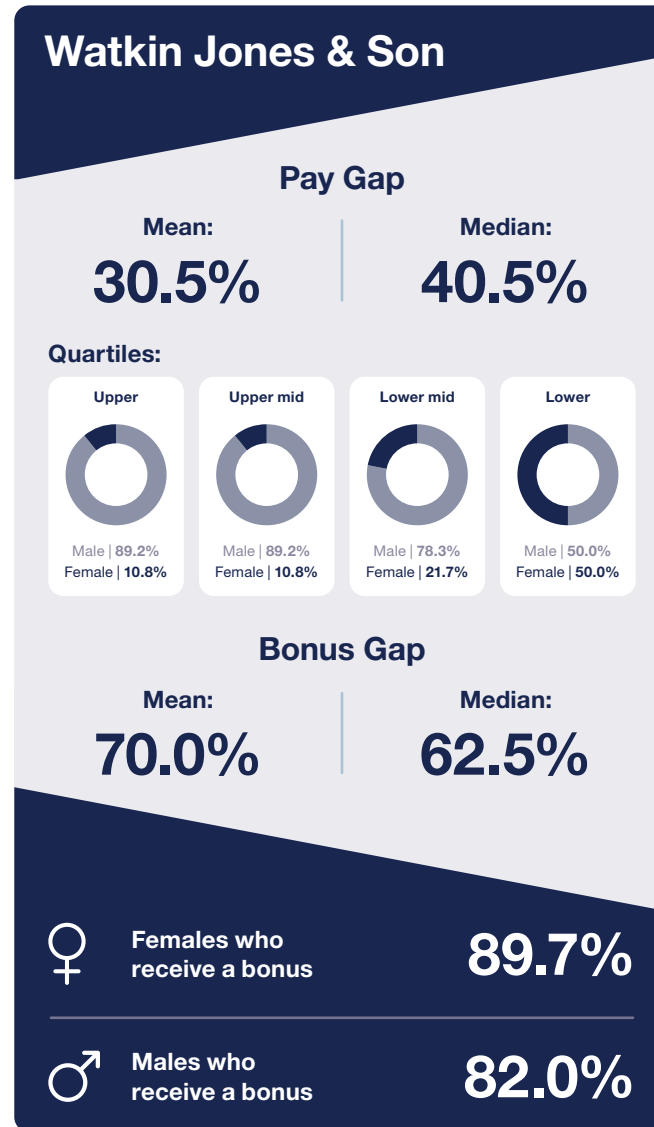 Watkin Jones & Son
Pay Gap
Mean:
30.5%
Median:
40.5%
Quartiles:
Upper
Male | 89.2%
Female | 10.8%
Upper mid
Male | 89.2%
Female | 10.8%
Lower mid
Male | 78.3%
Female | 21.7%
Lower
Male | 50.0%
Female | 50.0%
Bonus Gap
Mean:
70.0%
Median:
62.5%
Females who
receive a bonus
89.7%
Males who
receive a bonus
82.0%